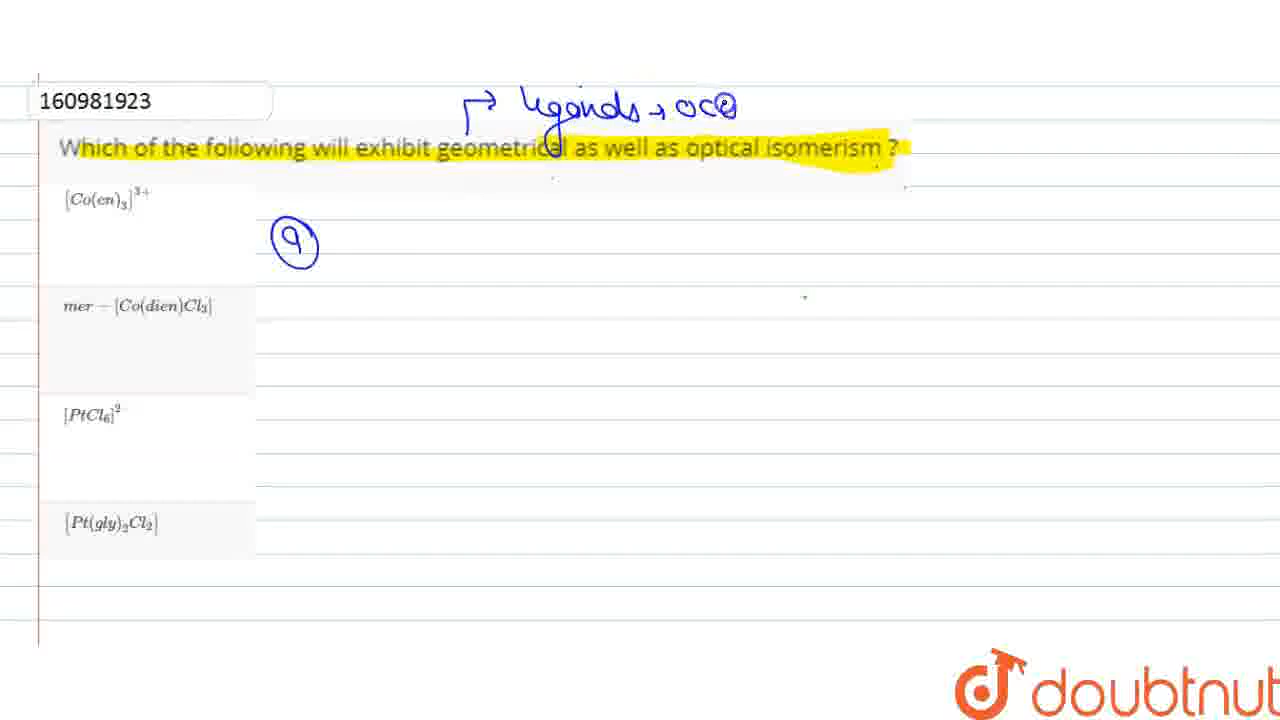 160981923
ligands → occ
Which of the following will exhibit geometrical as well as optical isomerism ?
[Co(en)₃]³⁺
a
mer − [Co(dien)Cl₃]
[PtCl₆]²⁻
[Pt(gly)₂Cl₂]
doubtnut